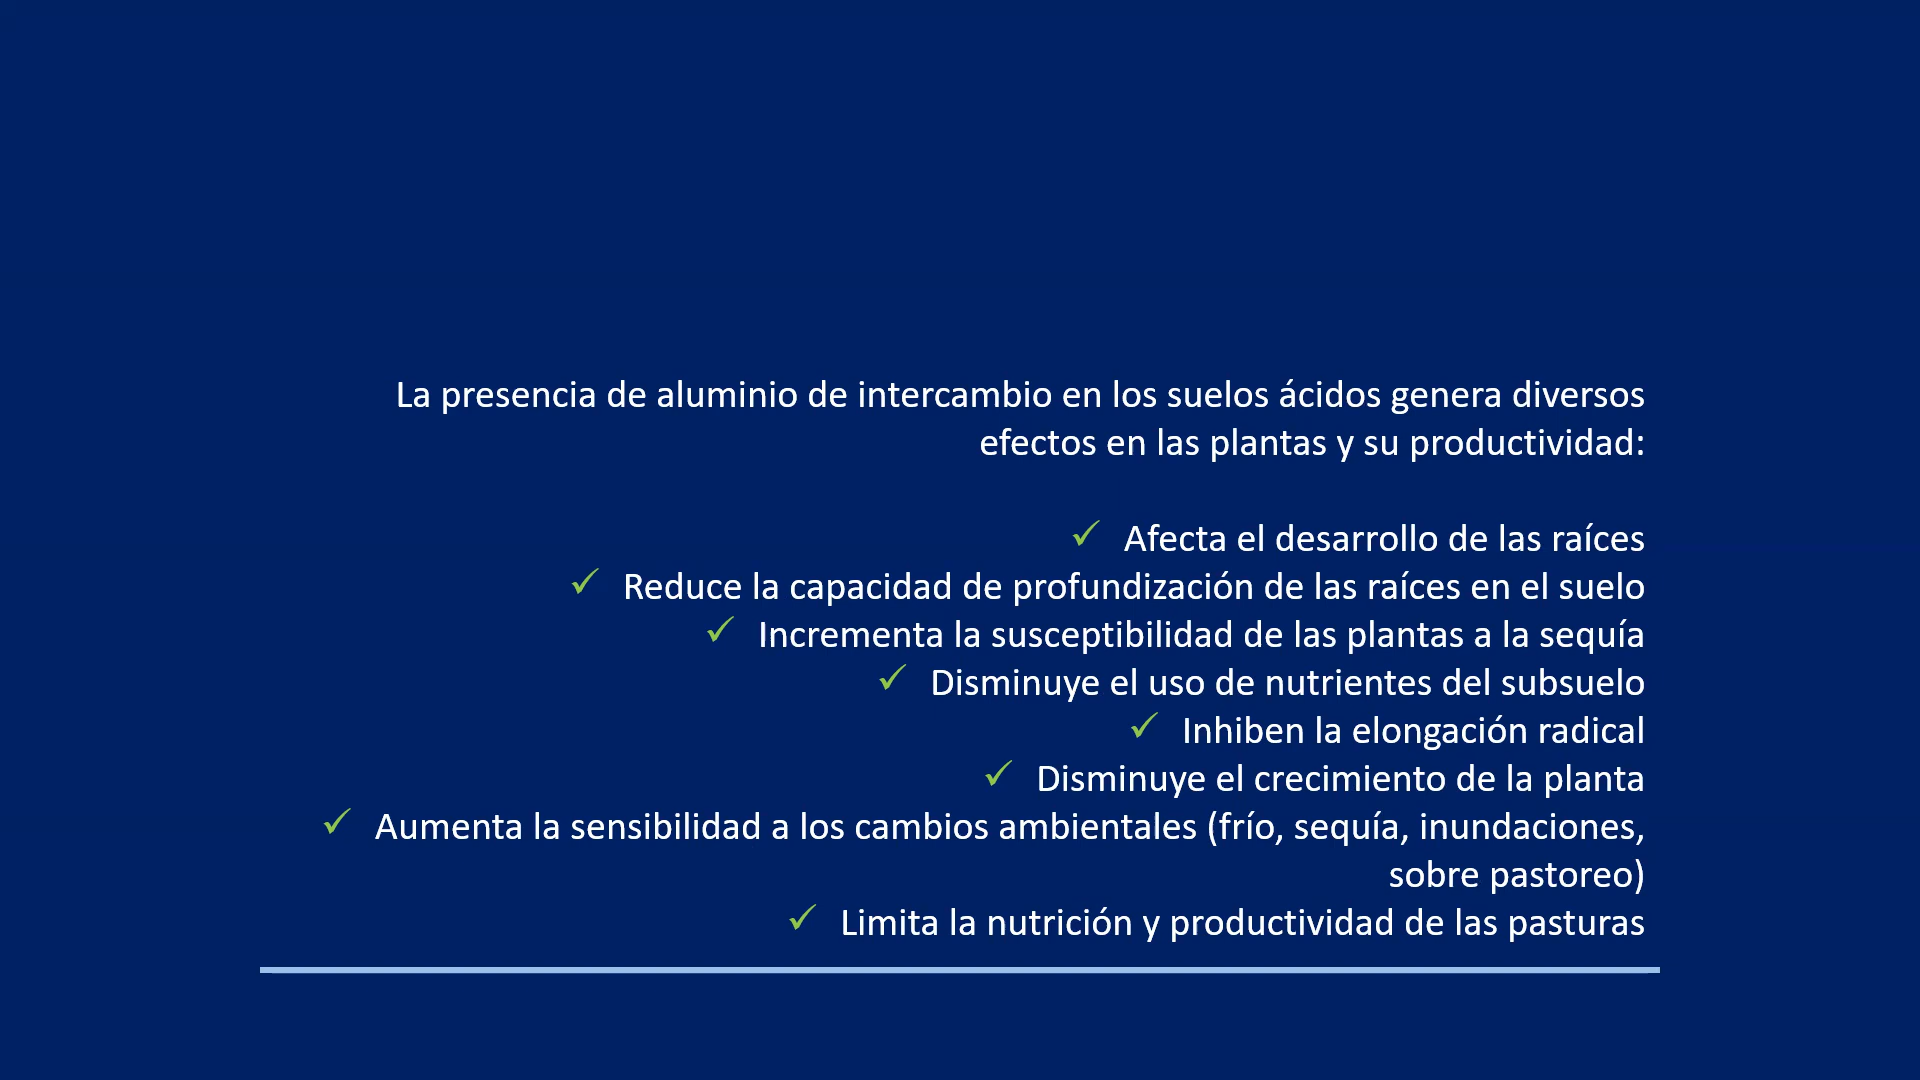 La presencia de aluminio de intercambio en los suelos ácidos genera diversos
efectos en las plantas y su productividad:
✓ Afecta el desarrollo de las raíces
✓ Reduce la capacidad de profundización de las raíces en el suelo
✓ Incrementa la susceptibilidad de las plantas a la sequía
✓ Disminuye el uso de nutrientes del subsuelo
✓ Inhiben la elongación radical
✓ Disminuye el crecimiento de la planta
✓ Aumenta la sensibilidad a los cambios ambientales (frío, sequía, inundaciones,
sobre pastoreo)
✓ Limita la nutrición y productividad de las pasturas